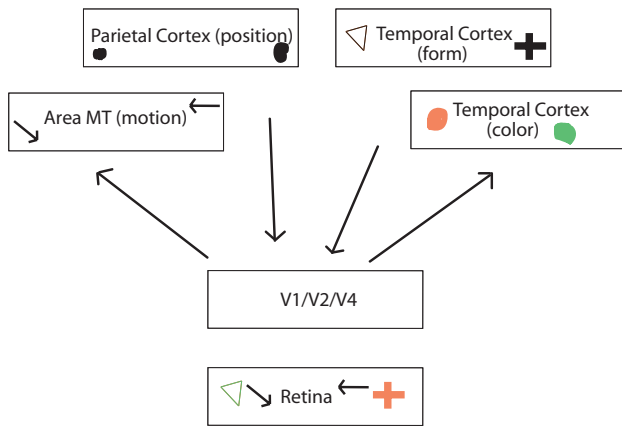 Parietal Cortex (position)
Temporal Cortex
(form)
Area MT (motion)
Temporal Cortex
(color)
V1/V2/V4
Retina